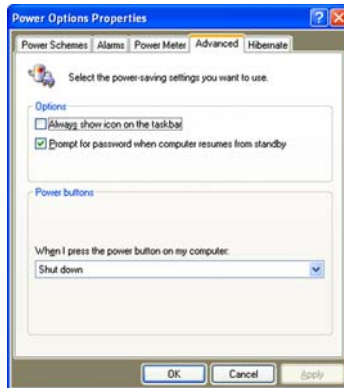 Power Options Properties
Power Schemes Alarms Power Meter Advanced Hibernate
Select the power-saving settings you want to use.
Options
Always show icon on the taskbar
Prompt for password when computer resumes from standby
Power buttons
When I press the power button on my computer:
Shut down
OK Cancel Apply